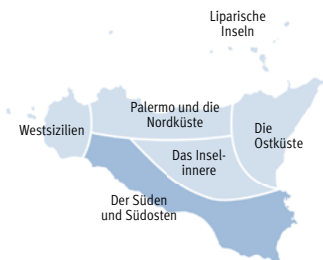 Liparische
Inseln
Palermo und die
Nordküste
Westsizilien
Die
Ostküste
Das Insel-
innere
Der Süden
und Südosten